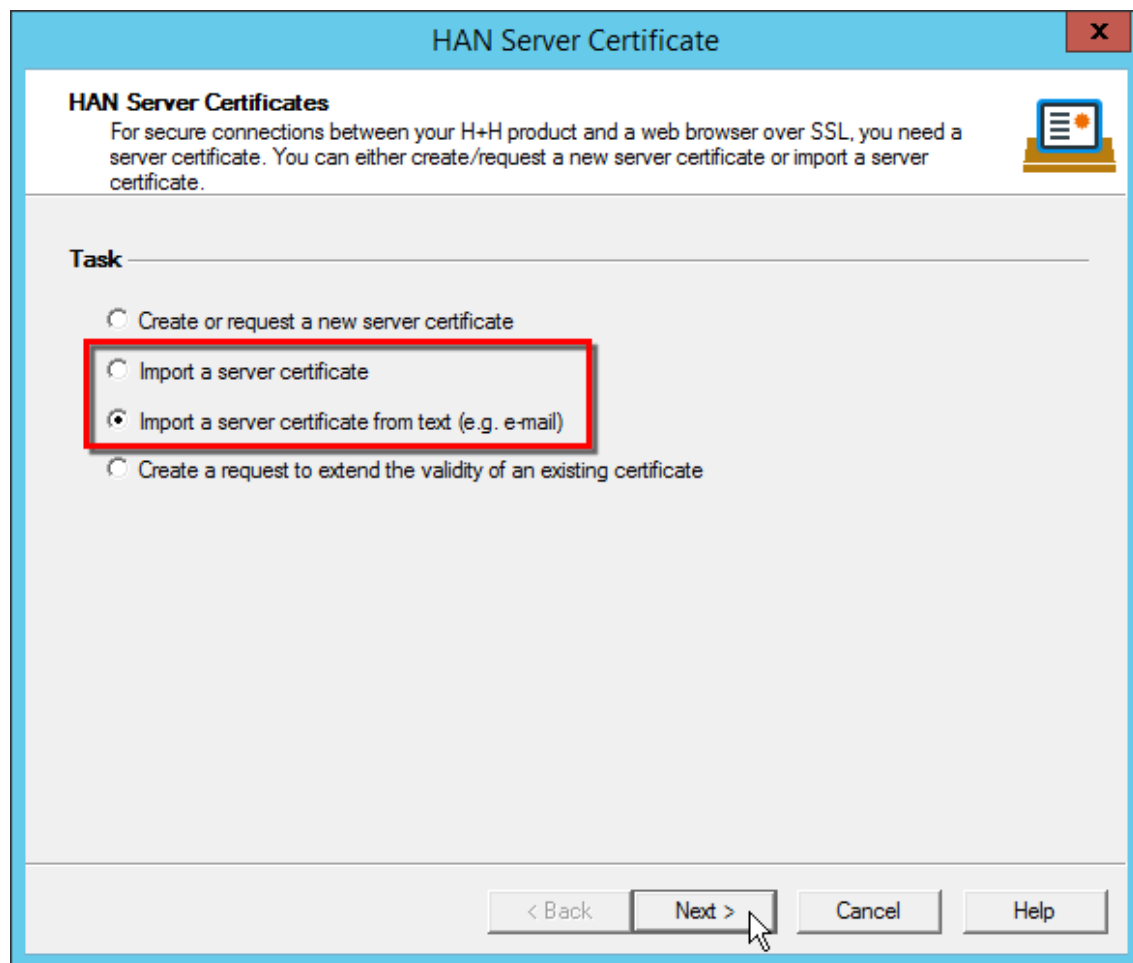 HAN Server Certificate
x
HAN Server Certificates
For secure connections between your H+H product and a web browser over SSL, you need a
server certificate. You can either create/request a new server certificate or import a server
certificate.
Task
Create or request a new server certificate
Import a server certificate
Import a server certificate from text (e.g. e-mail)
Create a request to extend the validity of an existing certificate
< Back
Next >
Cancel
Help